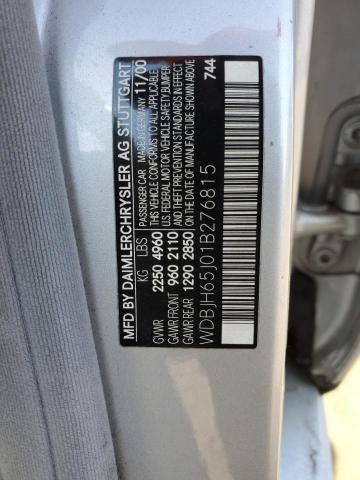 MFD BY DAIMLERCHRYSLER AG STUTTGART
KG LBS PASSENGER CAR MADE IN GERMANY 11/00
GVWR 2250 4960 THIS VEHICLE CONFORMS TO ALL APPLICABLE
U.S.FEDERAL MOTOR VEHICLE SAFETY BUMPER
GAWR FRONT 960 2110 AND THEFT PREVENTION STANDARDS IN EFFECT
GAWR REAR 1290 2850 ON THE DATE OF MANUFACTURE SHOWN ABOVE
WDBJH65J01B276815 744